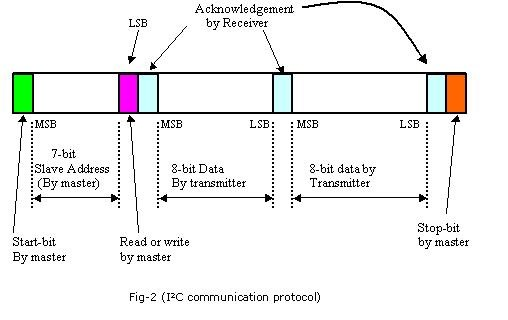 Acknowledgement
by Receiver
LSB
MSB
MSB
LSB
MSB
LSB
7-bit
Slave Address
(By master)
8-bit Data
By transmitter
8-bit data by
Transmitter
Start-bit
By master
Read or write
by master
Stop-bit
by master
Fig-2 (I²C communication protocol)